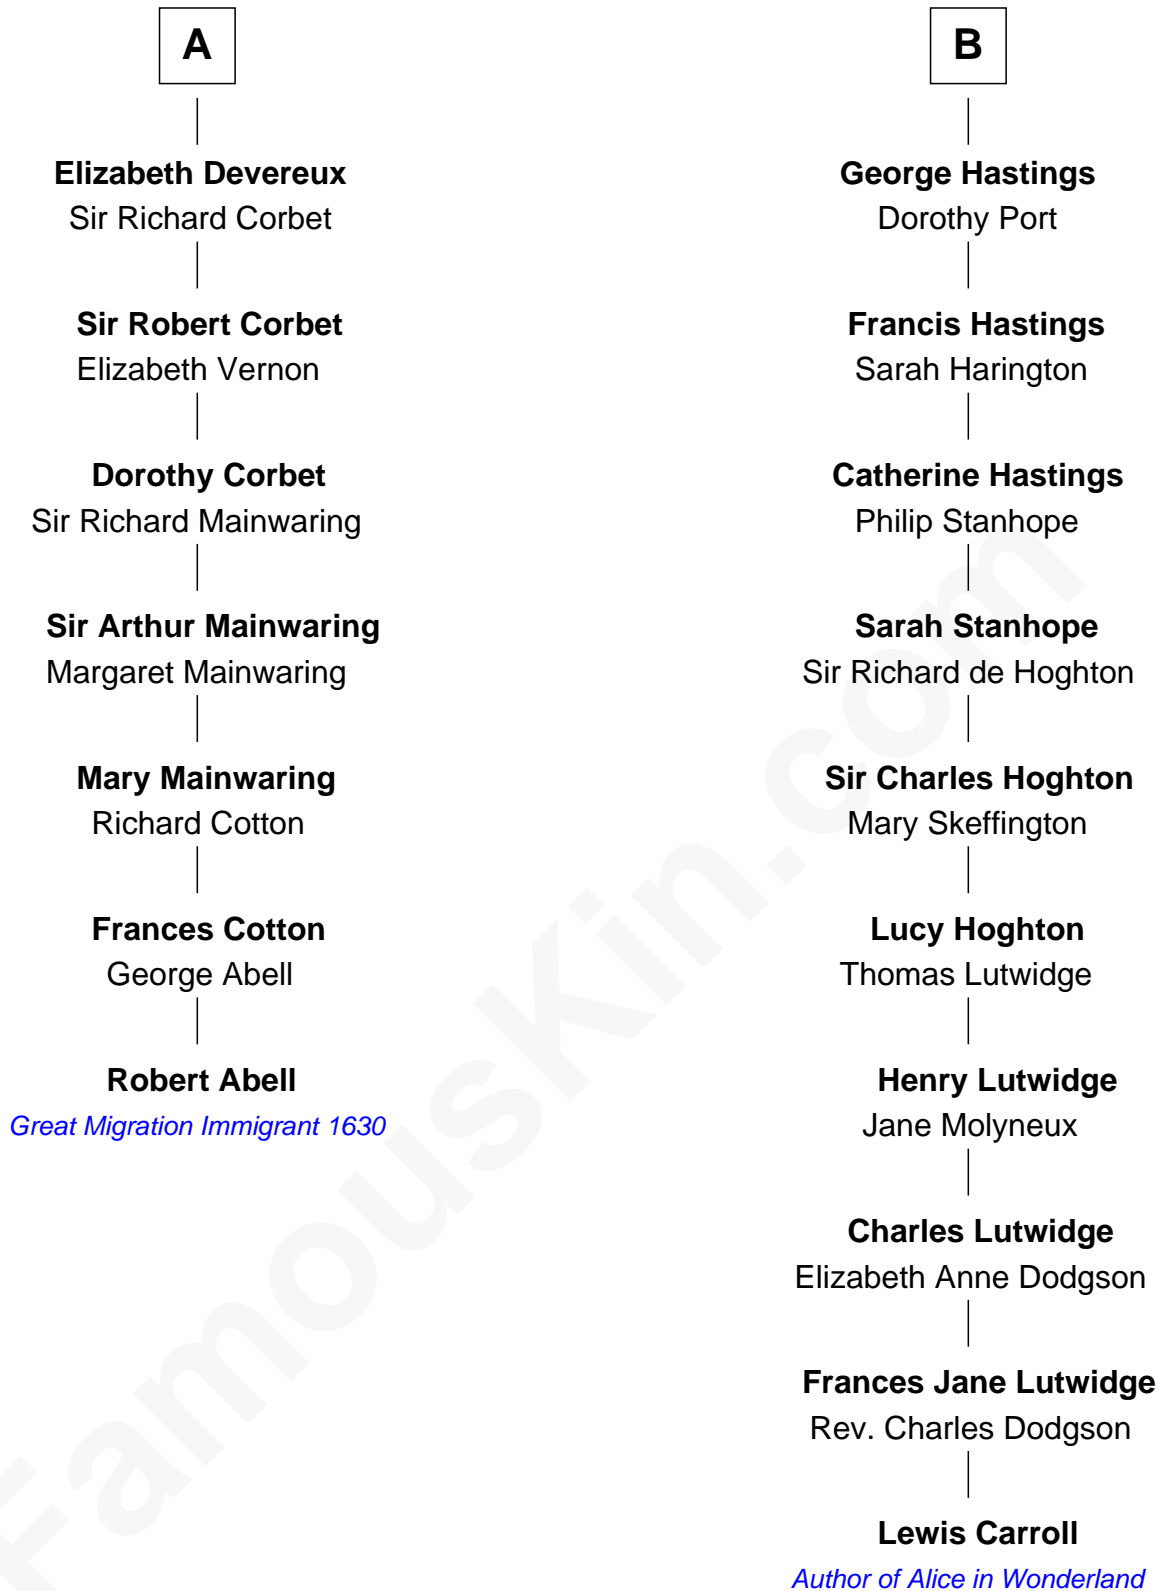 A
Elizabeth Devereux
Sir Richard Corbet
Sir Robert Corbet
Elizabeth Vernon
Dorothy Corbet
Sir Richard Mainwaring
Sir Arthur Mainwaring
Margaret Mainwaring
Mary Mainwaring
Richard Cotton
Frances Cotton
George Abell
Robert Abell
Great Migration Immigrant 1630
B
George Hastings
Dorothy Port
Francis Hastings
Sarah Harington
Catherine Hastings
Philip Stanhope
Sarah Stanhope
Sir Richard de Hoghton
Sir Charles Hoghton
Mary Skeffington
Lucy Hoghton
Thomas Lutwidge
Henry Lutwidge
Jane Molyneux
Charles Lutwidge
Elizabeth Anne Dodgson
Frances Jane Lutwidge
Rev. Charles Dodgson
Lewis Carroll
Author of Alice in Wonderland
FamousKin.com